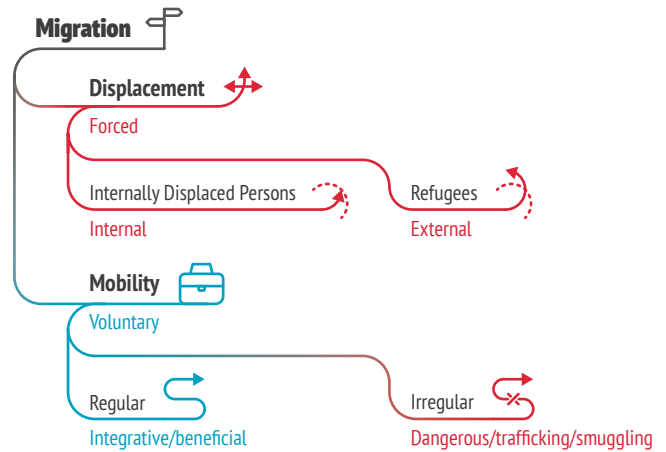 Migration
Displacement
Forced
Internally Displaced Persons
Refugees
Internal
External
Mobility
Voluntary
Regular
Irregular
Integrative/beneficial
Dangerous/trafficking/smuggling